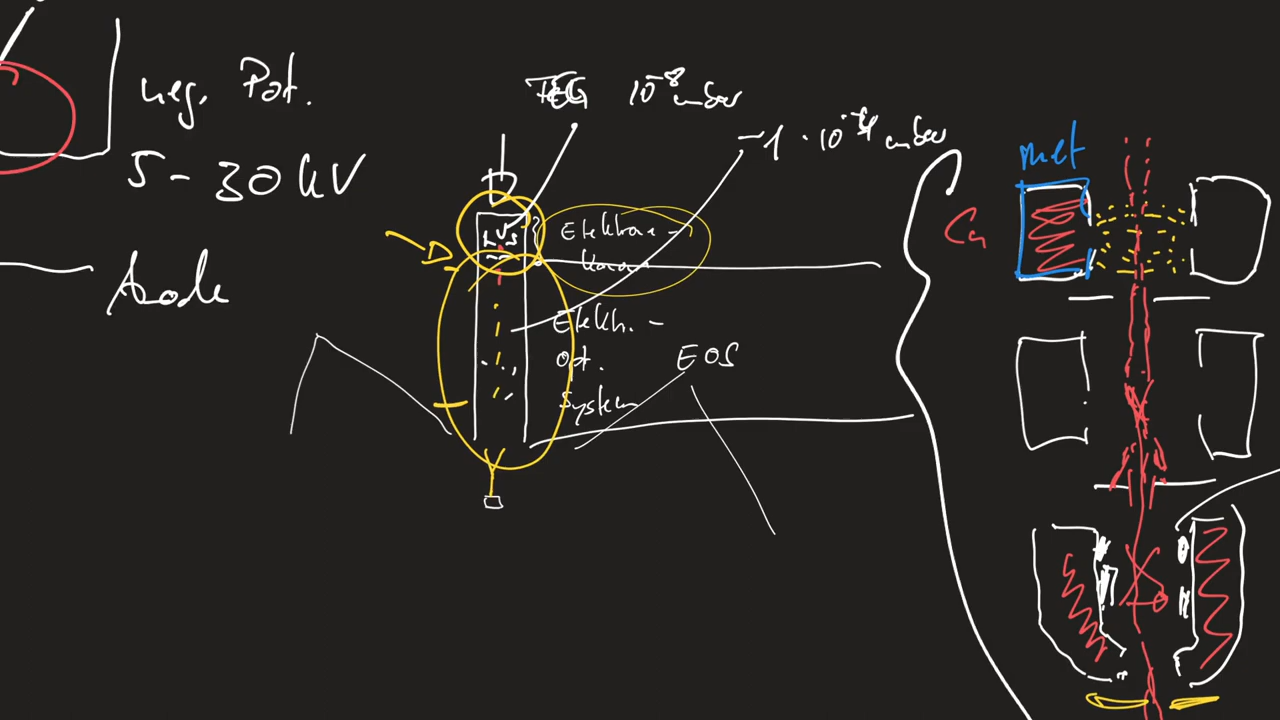 neg. Pot.
5 - 30 kV
Anode
FEG 10⁻⁸ mbar
~1 · 10⁻⁴ mbar
Elektronen -
kanone
Elektr. -
Opt.
System
EOS
met
Cu